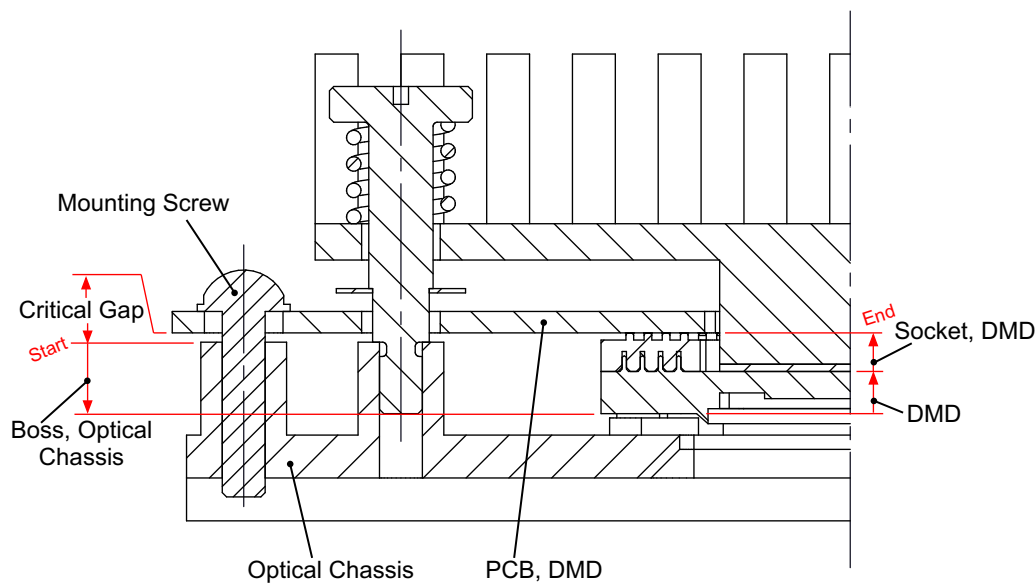 Mounting Screw
Critical Gap
Start
End
Socket, DMD
DMD
Boss, Optical
Chassis
Optical Chassis
PCB, DMD